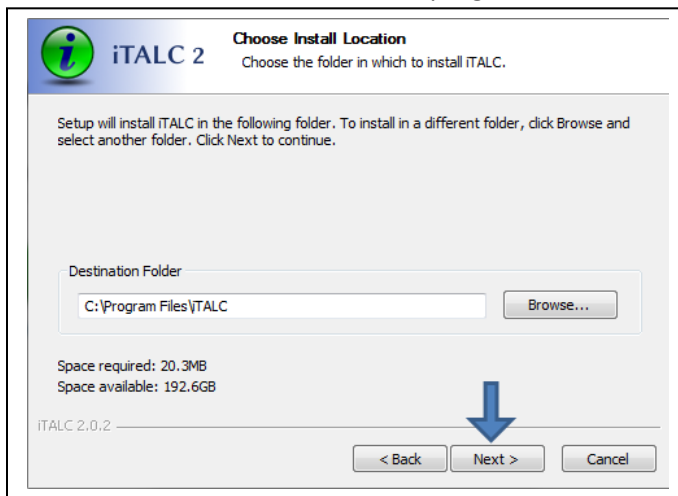 iTALC 2
Choose Install Location
Choose the folder in which to install iTALC.
Setup will install iTALC in the following folder. To install in a different folder, click Browse and
select another folder. Click Next to continue.
Destination Folder
C:\Program Files\iTALC
Browse...
Space required: 20.3MB
Space available: 192.6GB
iTALC 2.0.2
< Back
Next >
Cancel